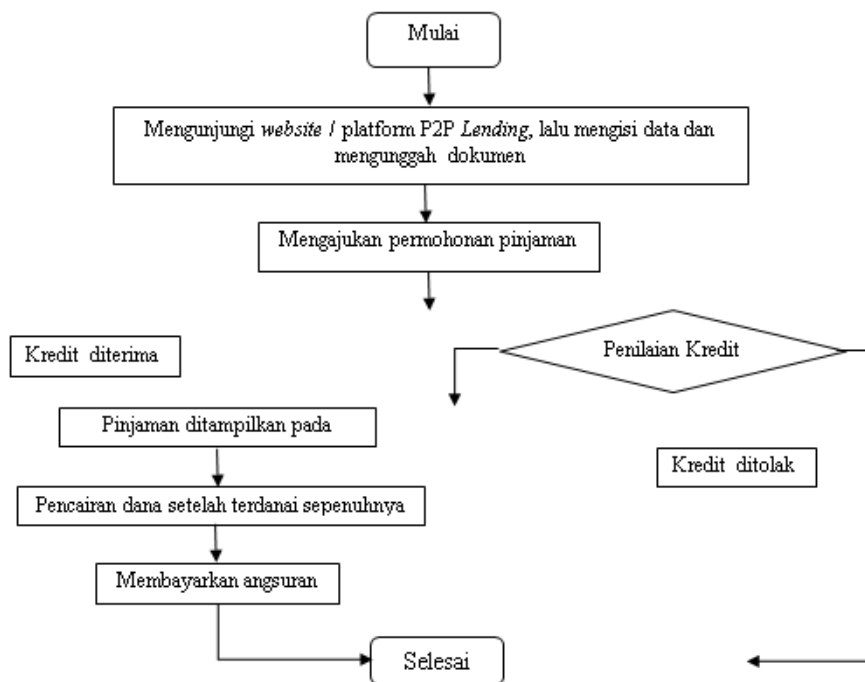 Mulai
Mengunjungi website / platform P2P Lending, lalu mengisi data dan
mengunggah dokumen
Mengajukan permohonan pinjaman
Kredit diterima
Penilaian Kredit
Pinjaman ditampilkan pada
Kredit ditolak
Pencairan dana setelah terdanai sepenuhnya
Membayarkan angsuran
Selesai